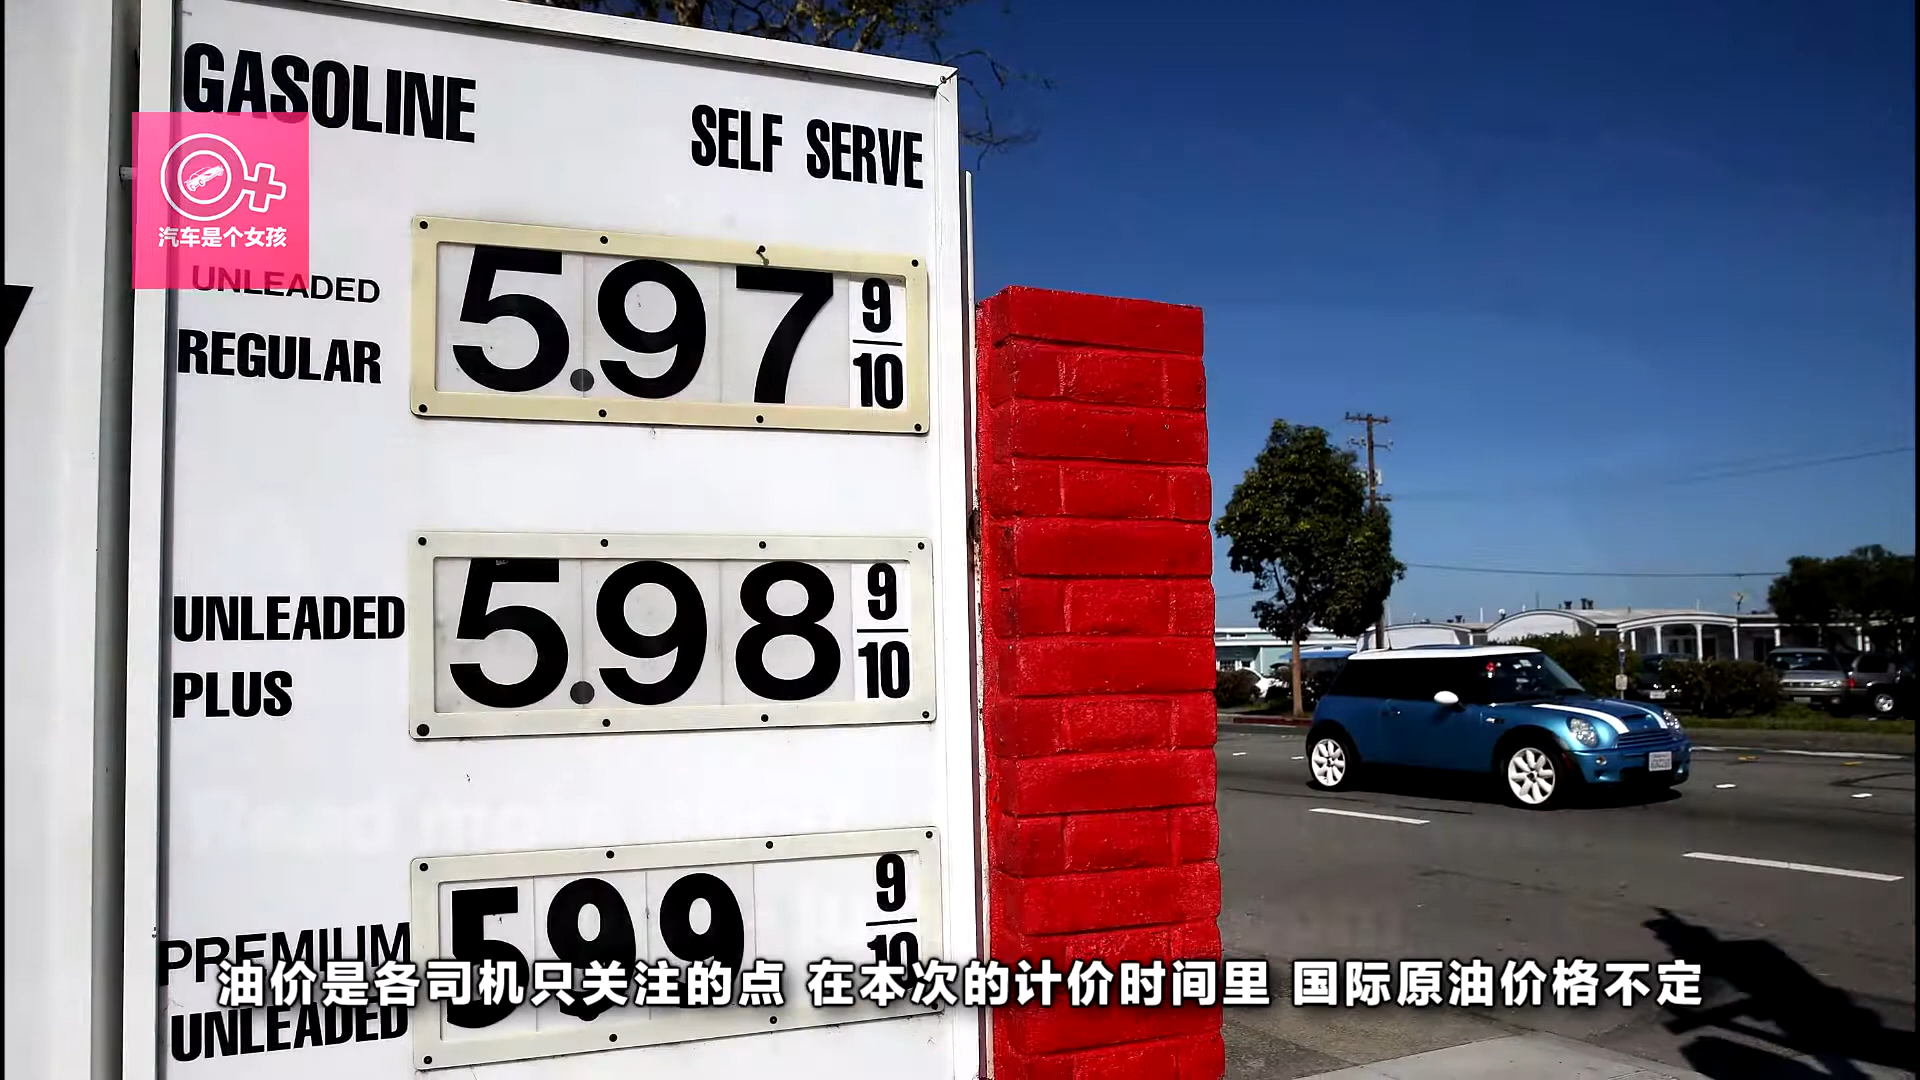 GASOLINE
SELF SERVE
汽车是个女孩
UNLEADED
REGULAR
5.97 9/10
UNLEADED
PLUS
5.98 9/10
PREMIUM
UNLEADED
599 9/10
油价是各司机只关注的点 在本次的计价时间里 国际原油价格不定